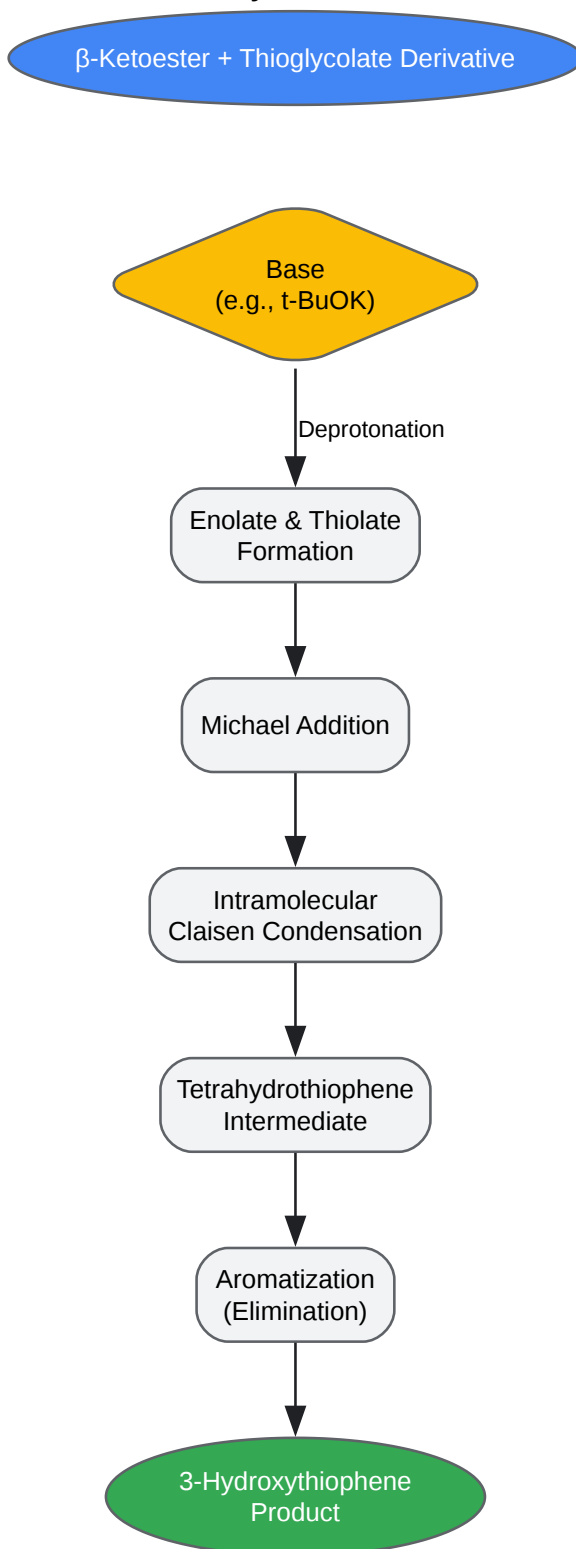 β-Ketoester + Thioglycolate Derivative
Base
(e.g., t-BuOK)
Deprotonation
Enolate & Thiolate
Formation
Michael Addition
Intramolecular
Claisen Condensation
Tetrahydrothiophene
Intermediate
Aromatization
(Elimination)
3-Hydroxythiophene
Product